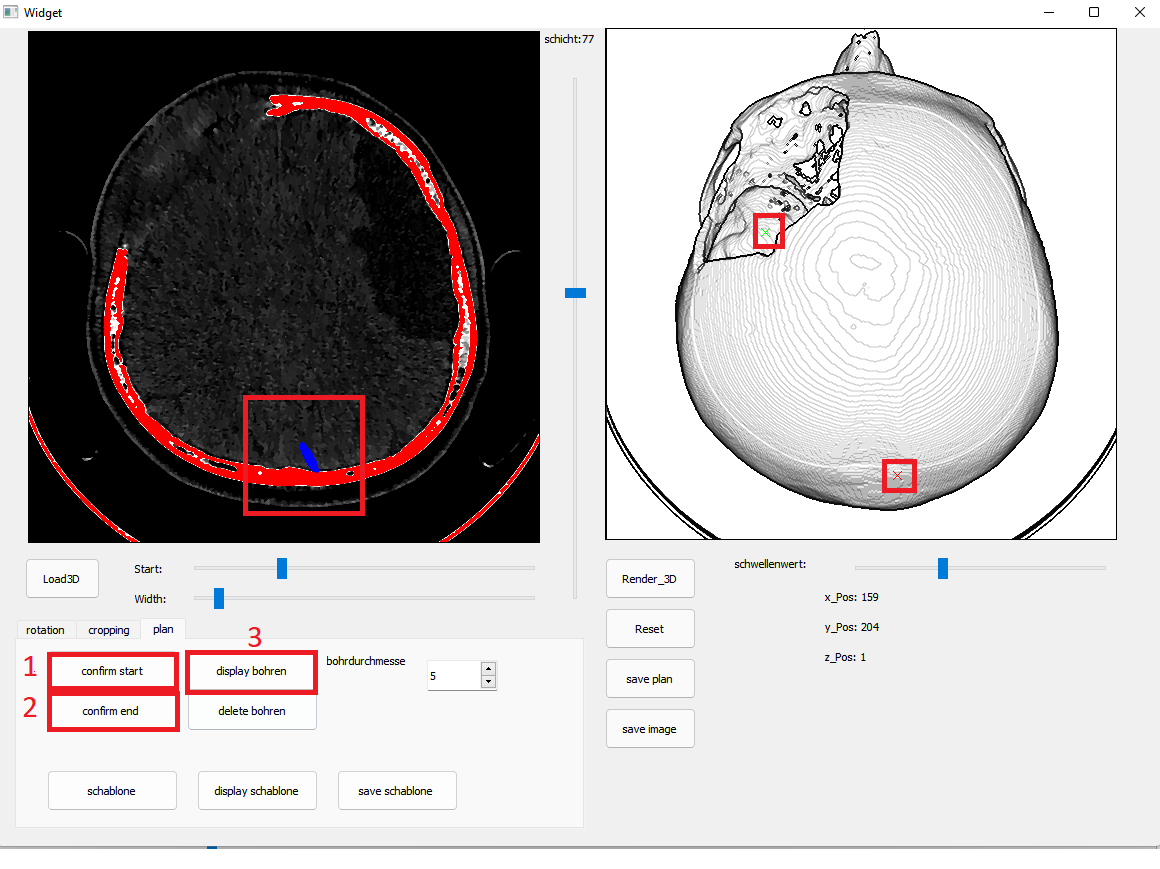 Widget
schicht:77
Load3D
Start:
Width:
Render_3D
schwellenwert:
x_Pos: 159
Reset
y_Pos: 204
z_Pos: 1
save plan
save image
rotation
cropping
plan
3
1
confirm start
display bohren
bohrdurchmesse
5
2
confirm end
delete bohren
schablone
display schablone
save schablone